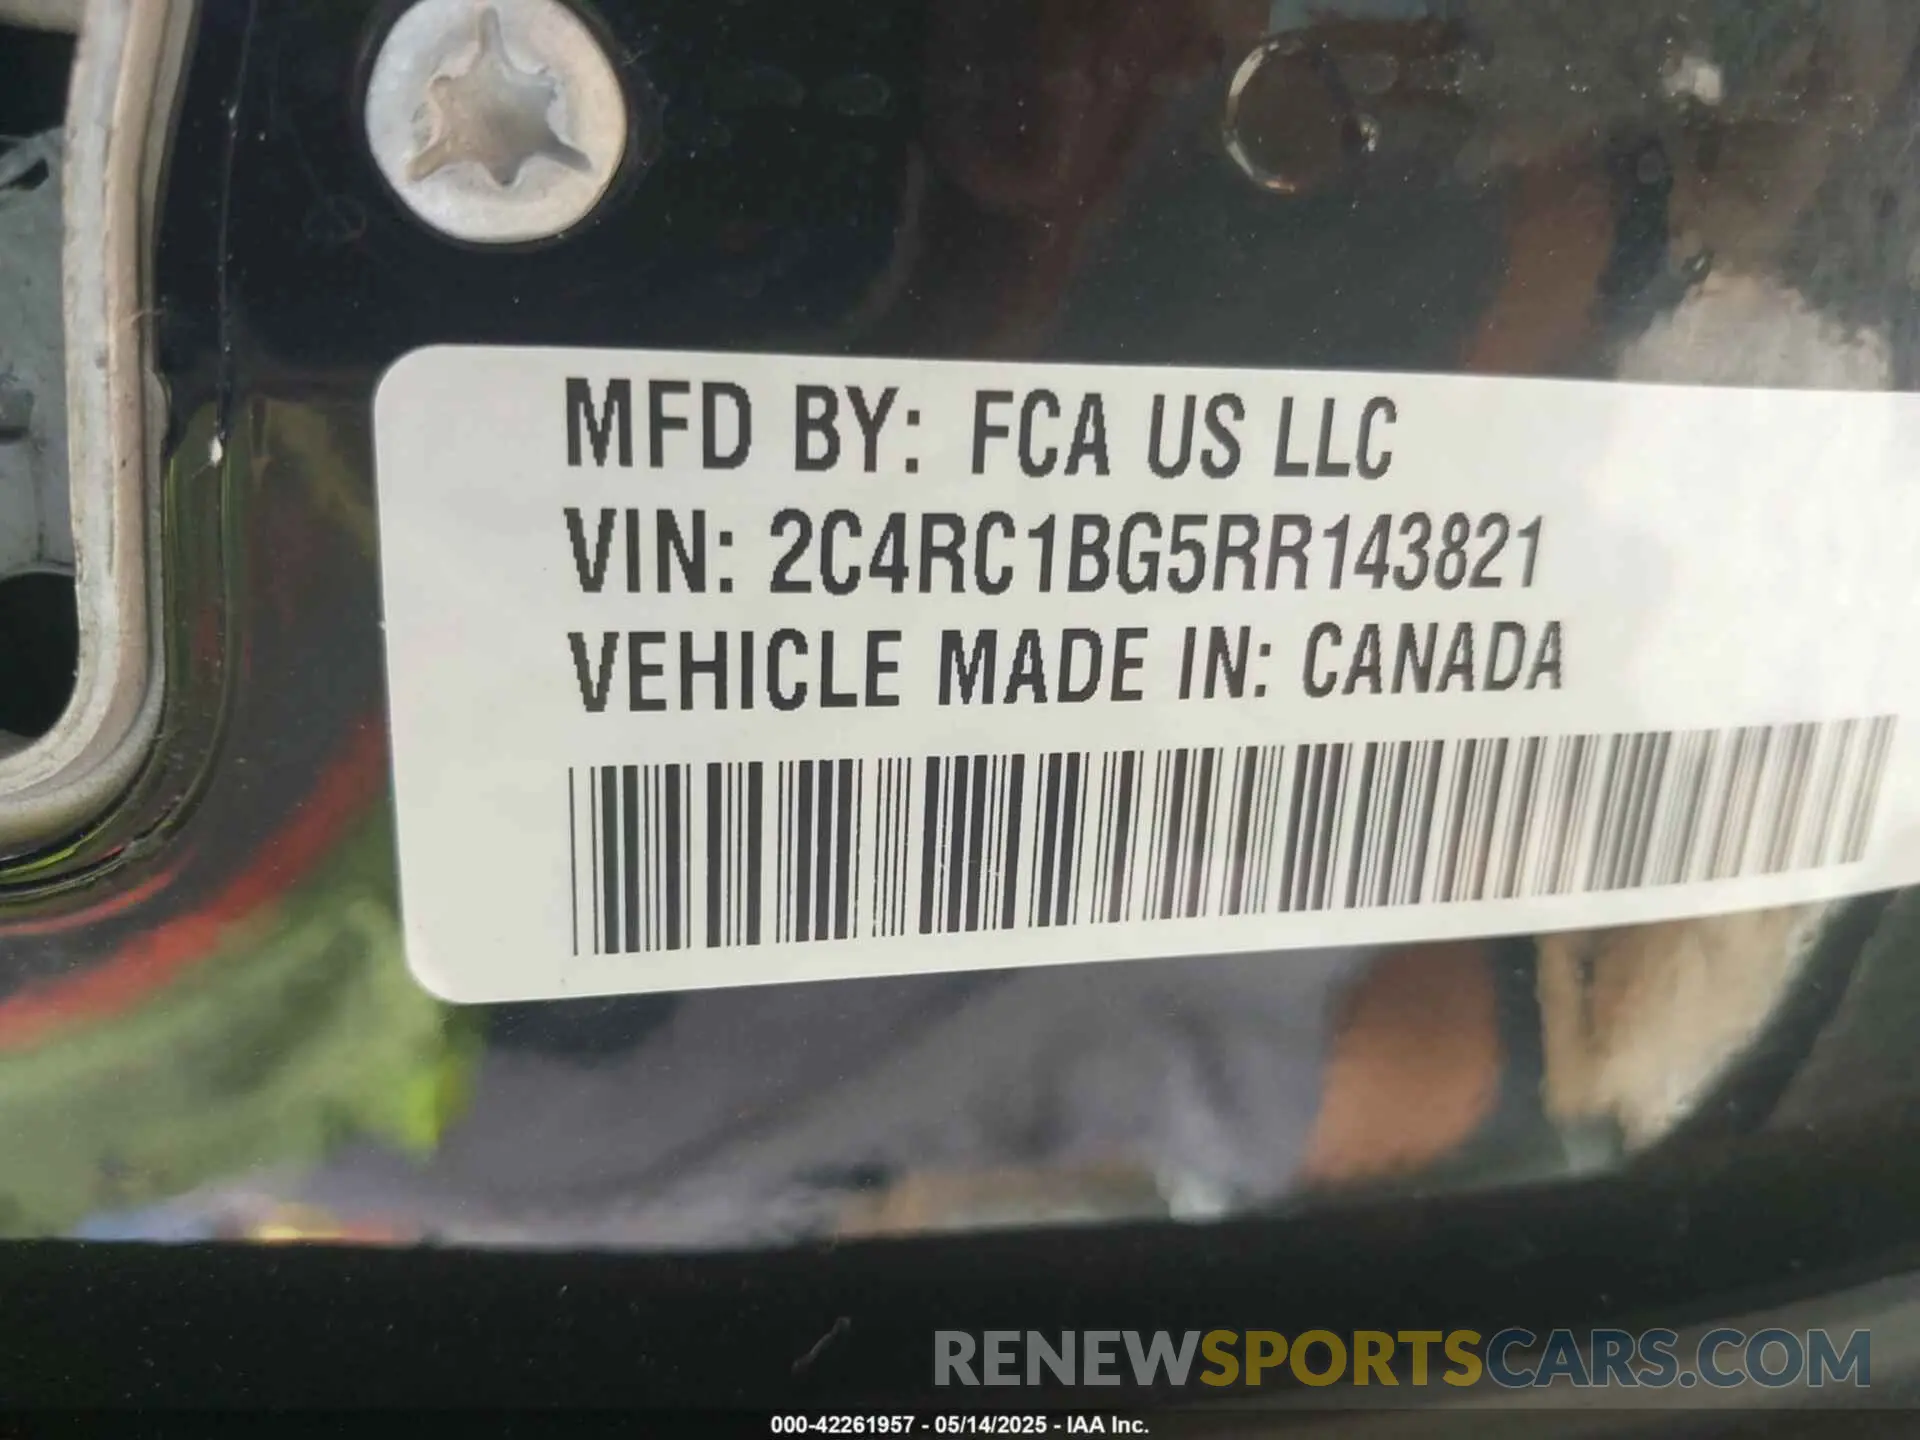 MFD BY: FCA US LLC
VIN: 2C4RC1BG5RR143821
VEHICLE MADE IN: CANADA
RENEWSPORTSCARS.COM
000-42261957 - 05/14/2025 - IAA Inc.